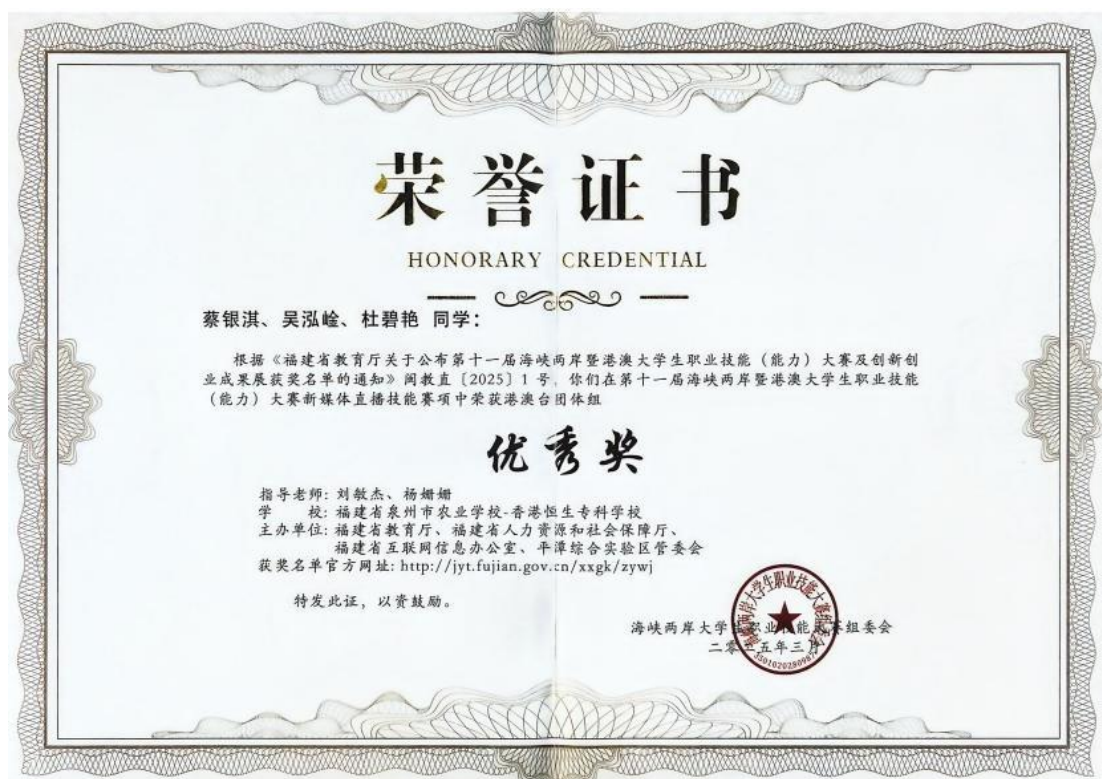 荣誉证书
HONORARY CREDENTIAL
蔡银淇、吴泓崯、杜碧艳 同学：
根据《福建省教育厅关于公布第十一届海峡两岸暨港澳大学生职业技能（能力）大赛及创新创
业成果展获奖名单的通知》闽教直［2025］1号，你们在第十一届海峡两岸暨港澳大学生职业技能
（能力）大赛新媒体直播技能赛项中荣获港澳台团体组
优秀奖
指导老师：刘敏杰、杨姗姗
学 校：福建省泉州市农业学校-香港恒生专科学校
主办单位：福建省教育厅、福建省人力资源和社会保障厅、
福建省互联网信息办公室、平潭综合实验区管委会
获奖名单官方网址：http://jyt.fujian.gov.cn/xxgk/zywj
特发此证，以资鼓励。
海峡两岸大学生职业技能大赛组委会
二零二五年三月